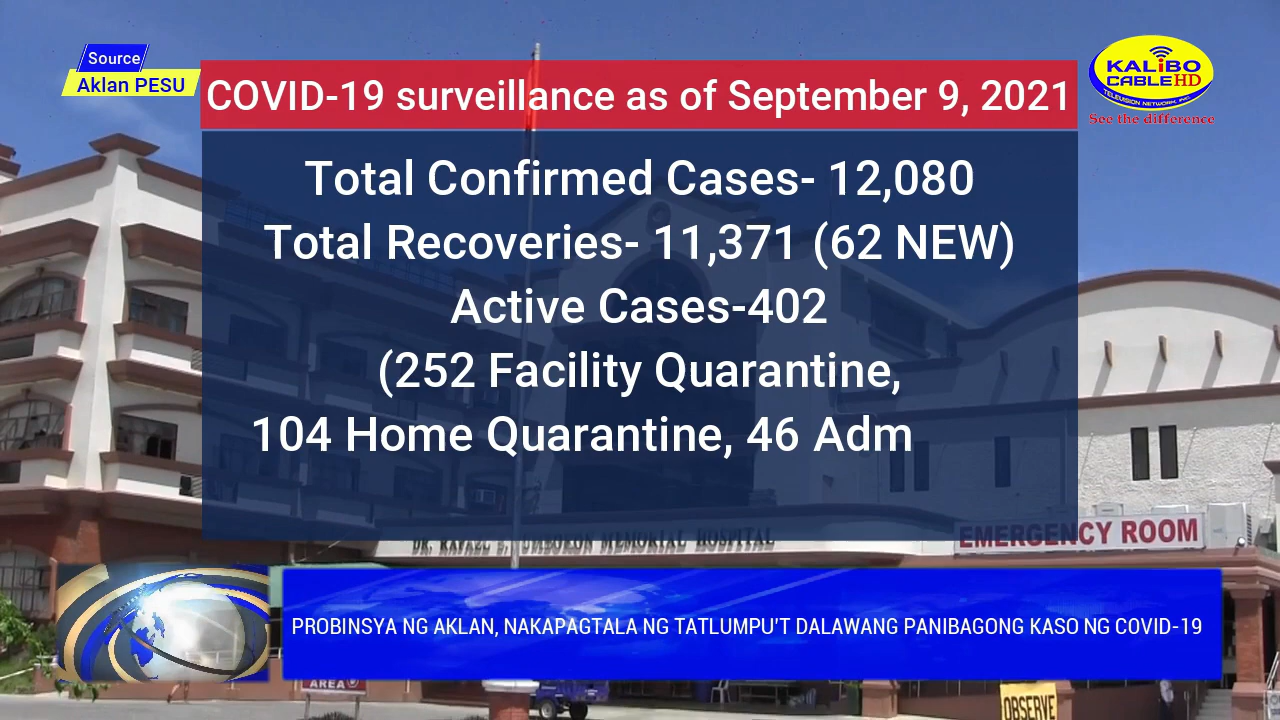 Source
Aklan PESU
COVID-19 surveillance as of September 9, 2021
KALiBO
CABLE HD
TELEVISION NETWORK, INC.
See the difference
Total Confirmed Cases- 12,080
Total Recoveries- 11,371 (62 NEW)
Active Cases-402
(252 Facility Quarantine,
104 Home Quarantine, 46 Adm
MEMORIAL HOSPITAL
EMERGENCY ROOM
PROBINSYA NG AKLAN, NAKAPAGTALA NG TATLUMPU'T DALAWANG PANIBAGONG KASO NG COVID-19
AREA
OBSERVE